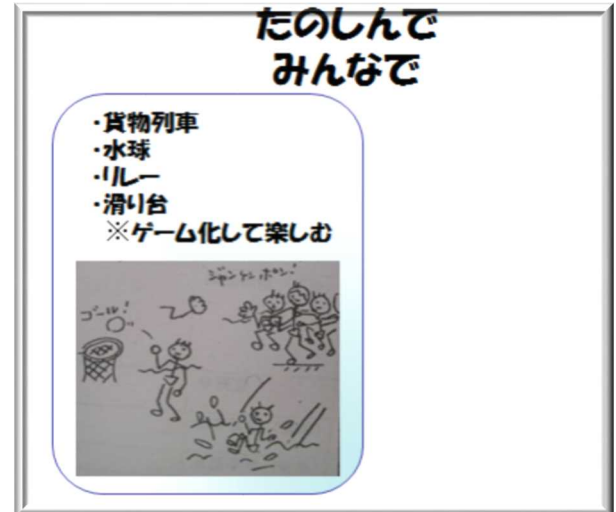 たのしんで
みんなで
・貨物列車
・水球
・リレー
・滑り台
※ゲーム化して楽しむ
ジャンケンポン!
ゴール!